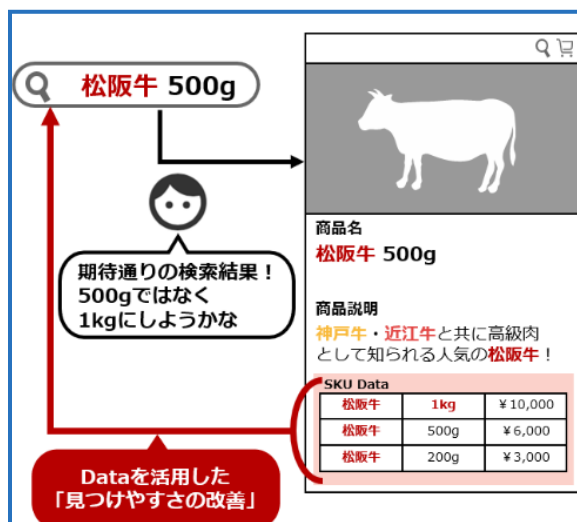 松阪牛 500g
期待通りの検索結果！
500gではなく
1kgにしようかな
商品名
松阪牛 500g
商品説明
神戸牛・近江牛と共に高級肉
として知られる人気の松阪牛！
SKU Data
松阪牛 1kg ￥10,000
松阪牛 500g ￥6,000
松阪牛 200g ￥3,000
Dataを活用した
「見つけやすさの改善」